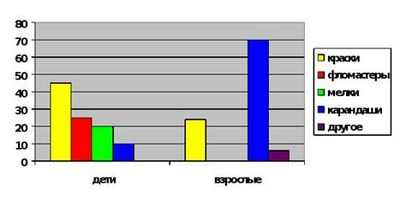 80
70
60
50
40
30
20
10
0
дети
взрослые
краски
фломастеры
мелки
карандаши
другое